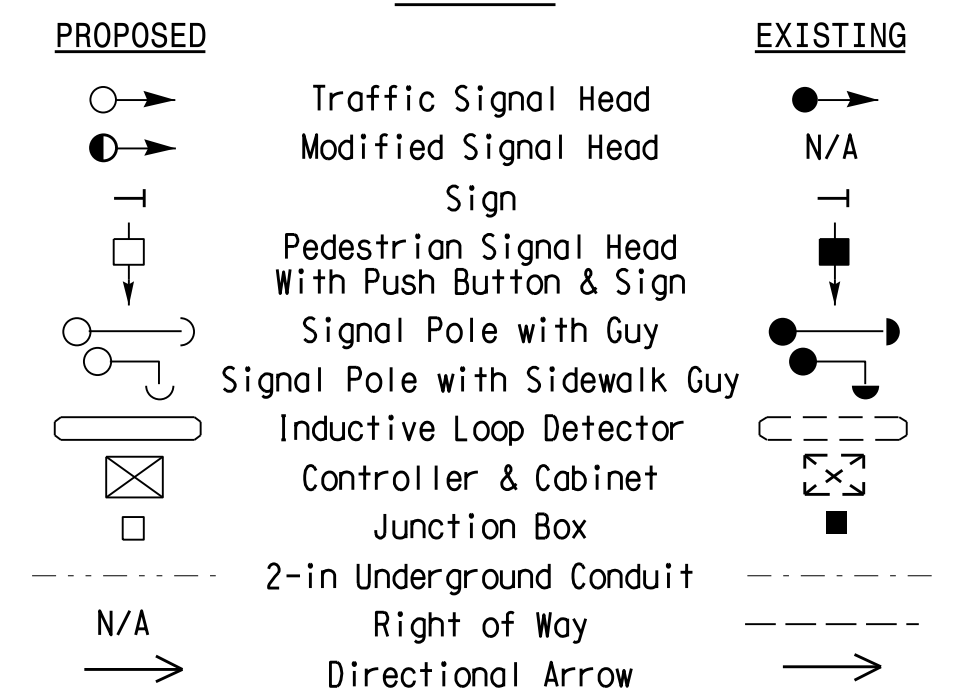 PROPOSED EXISTING
Traffic Signal Head
Modified Signal Head N/A
Sign
Pedestrian Signal Head
With Push Button & Sign
Signal Pole with Guy
Signal Pole with Sidewalk Guy
Inductive Loop Detector
Controller & Cabinet
Junction Box
2-in Underground Conduit
N/A Right of Way
Directional Arrow